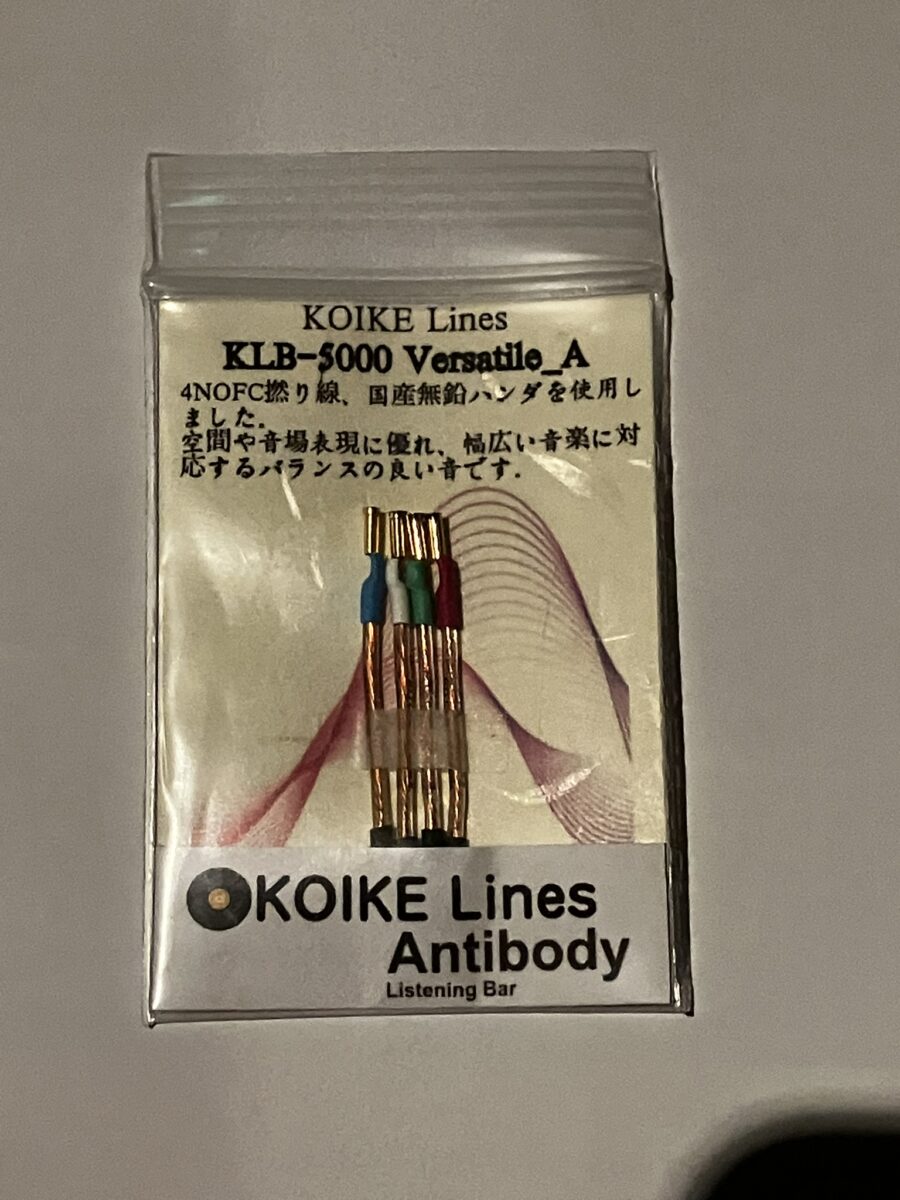 KOIKE Lines
KLB-5000 Versatile_A
4NOFC撚り線、国産無鉛ハンダを使用し
ました.
空間や音場表現に優れ、幅広い音楽に対
応するバランスの良い音です.
KOIKE Lines
Antibody
Listening Bar